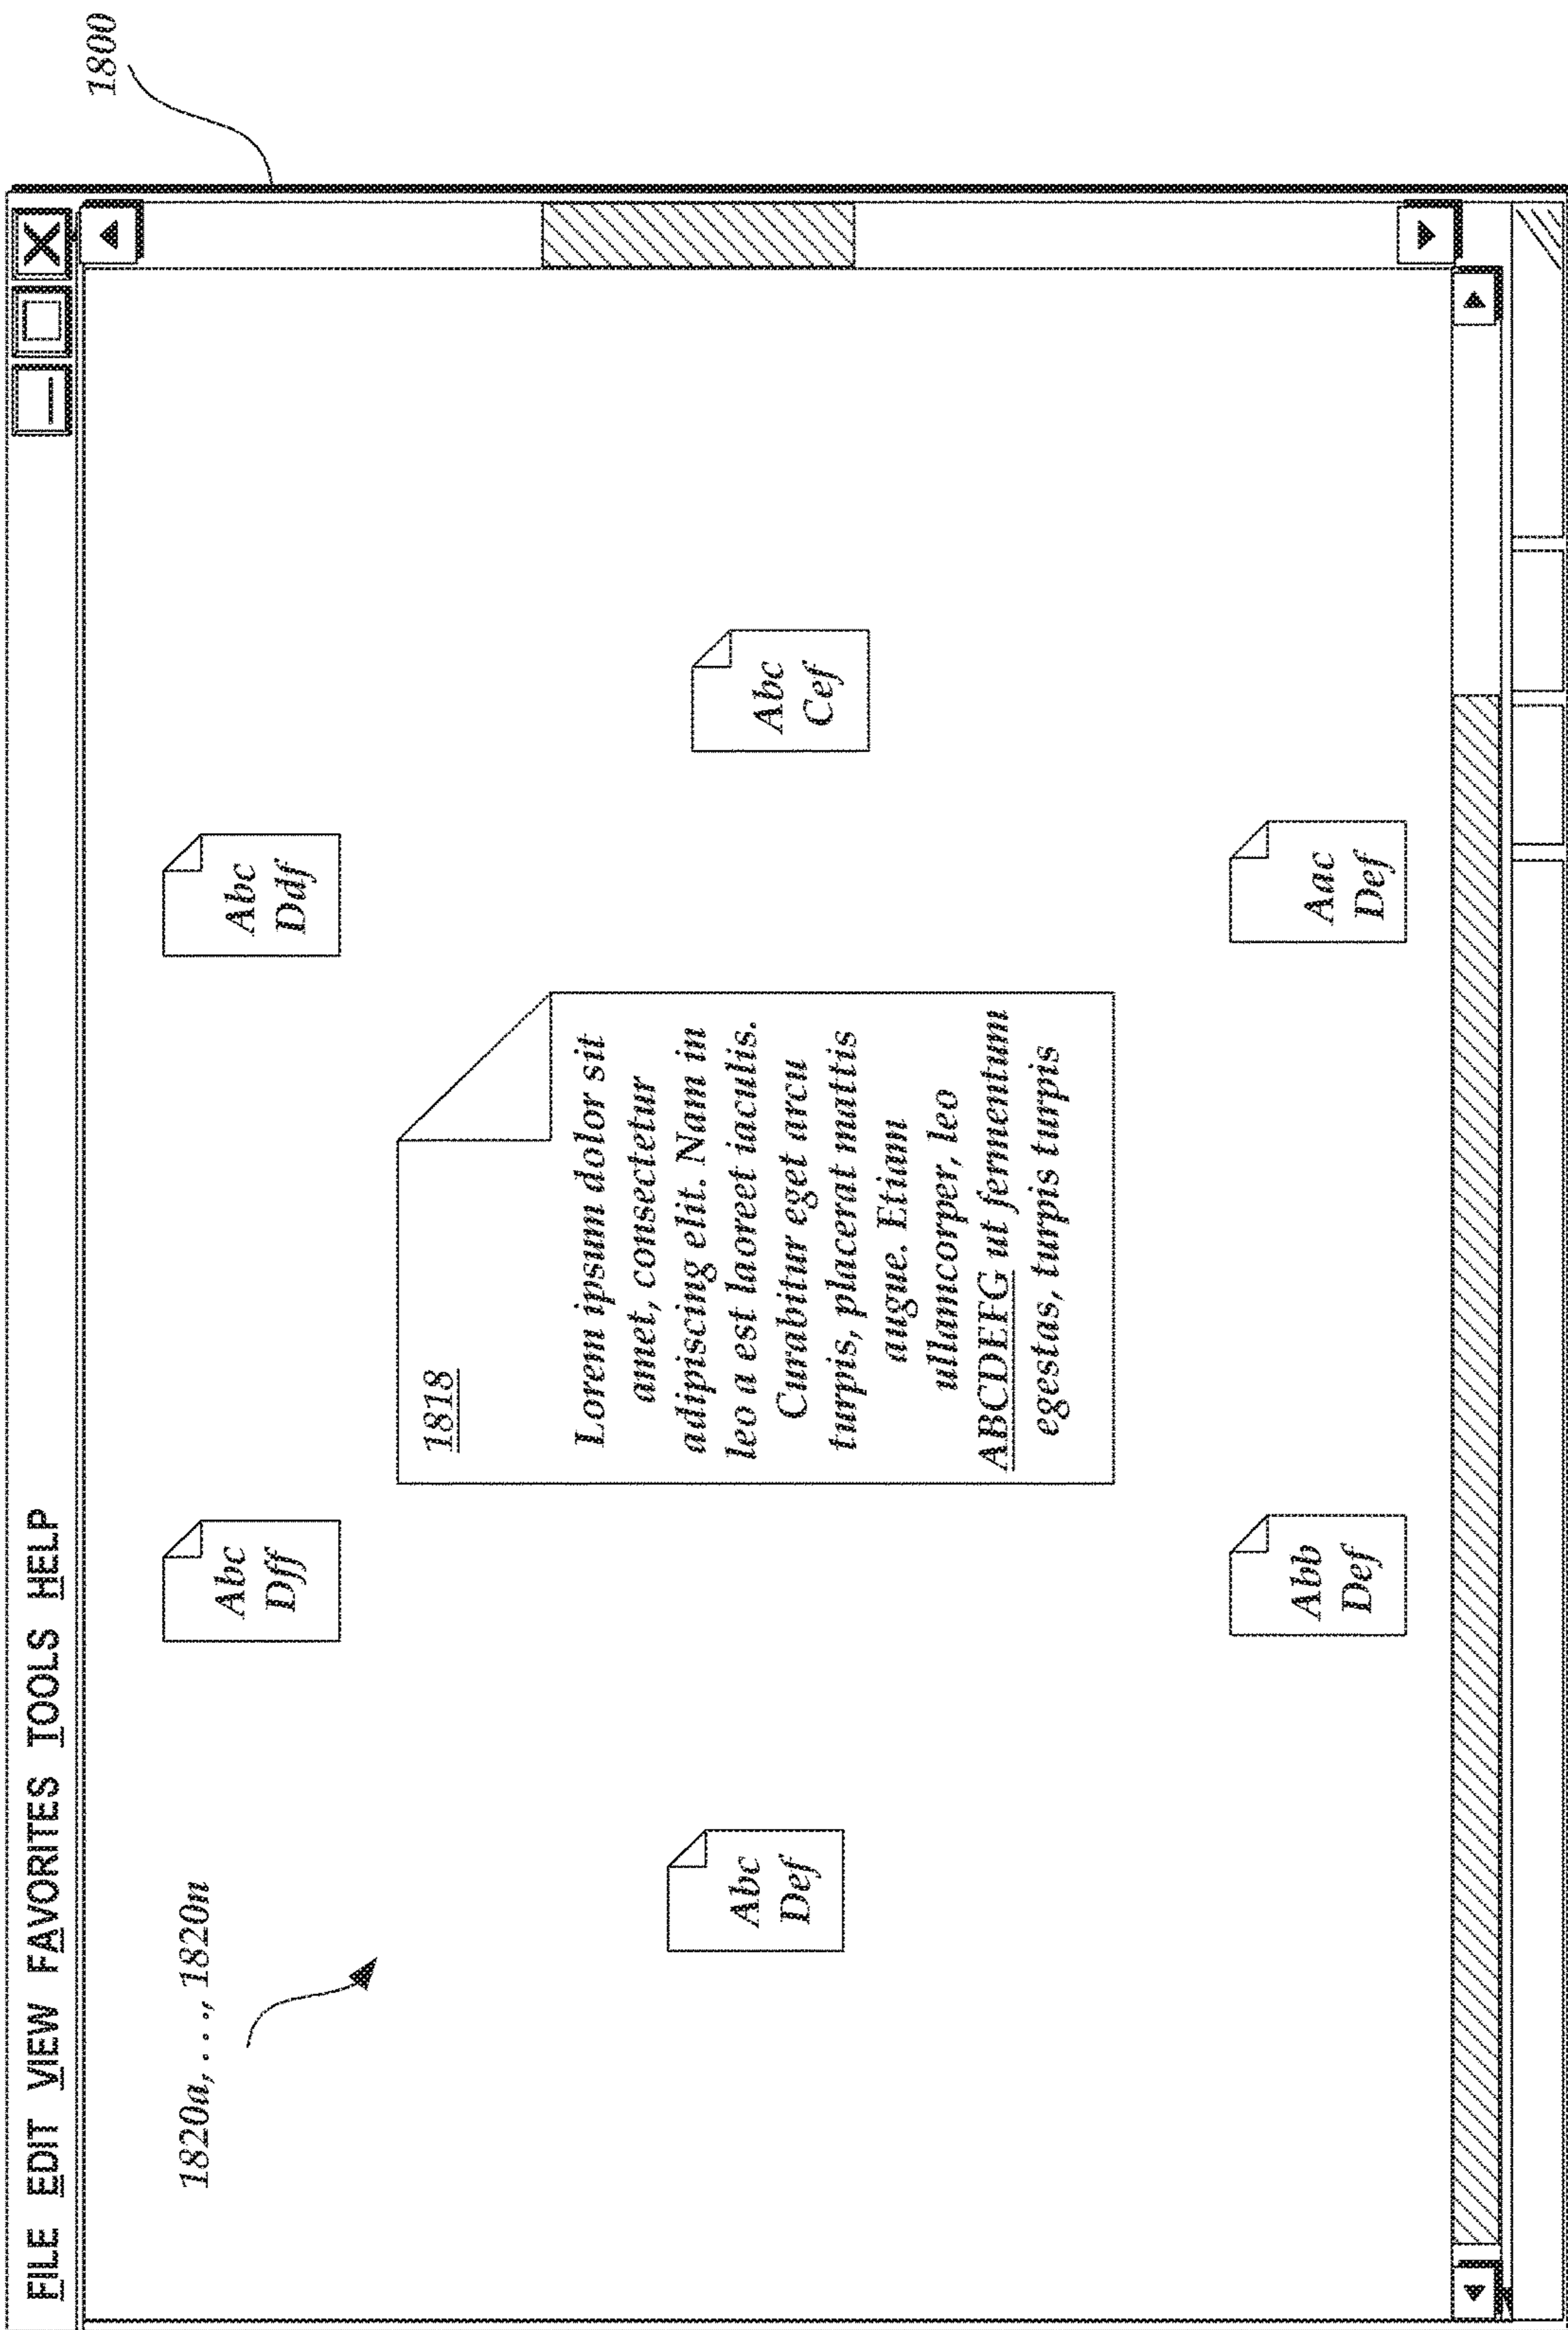 FILE EDIT VIEW FAVORITES TOOLS HELP
1800
1820a, . . ., 1820n
Abc
Dff
Abc
Ddf
Abc
Def
1818
Lorem ipsum dolor sit
amet, consectetur
adipiscing elit. Nam in
leo a est laoreet iaculis.
Curabitur eget arcu
turpis, placerat mattis
augue. Etiam
ullamcorper, leo
ABCDEFG ut fermentum
egestas, turpis turpis
Abc
Cef
Abb
Def
Aac
Def